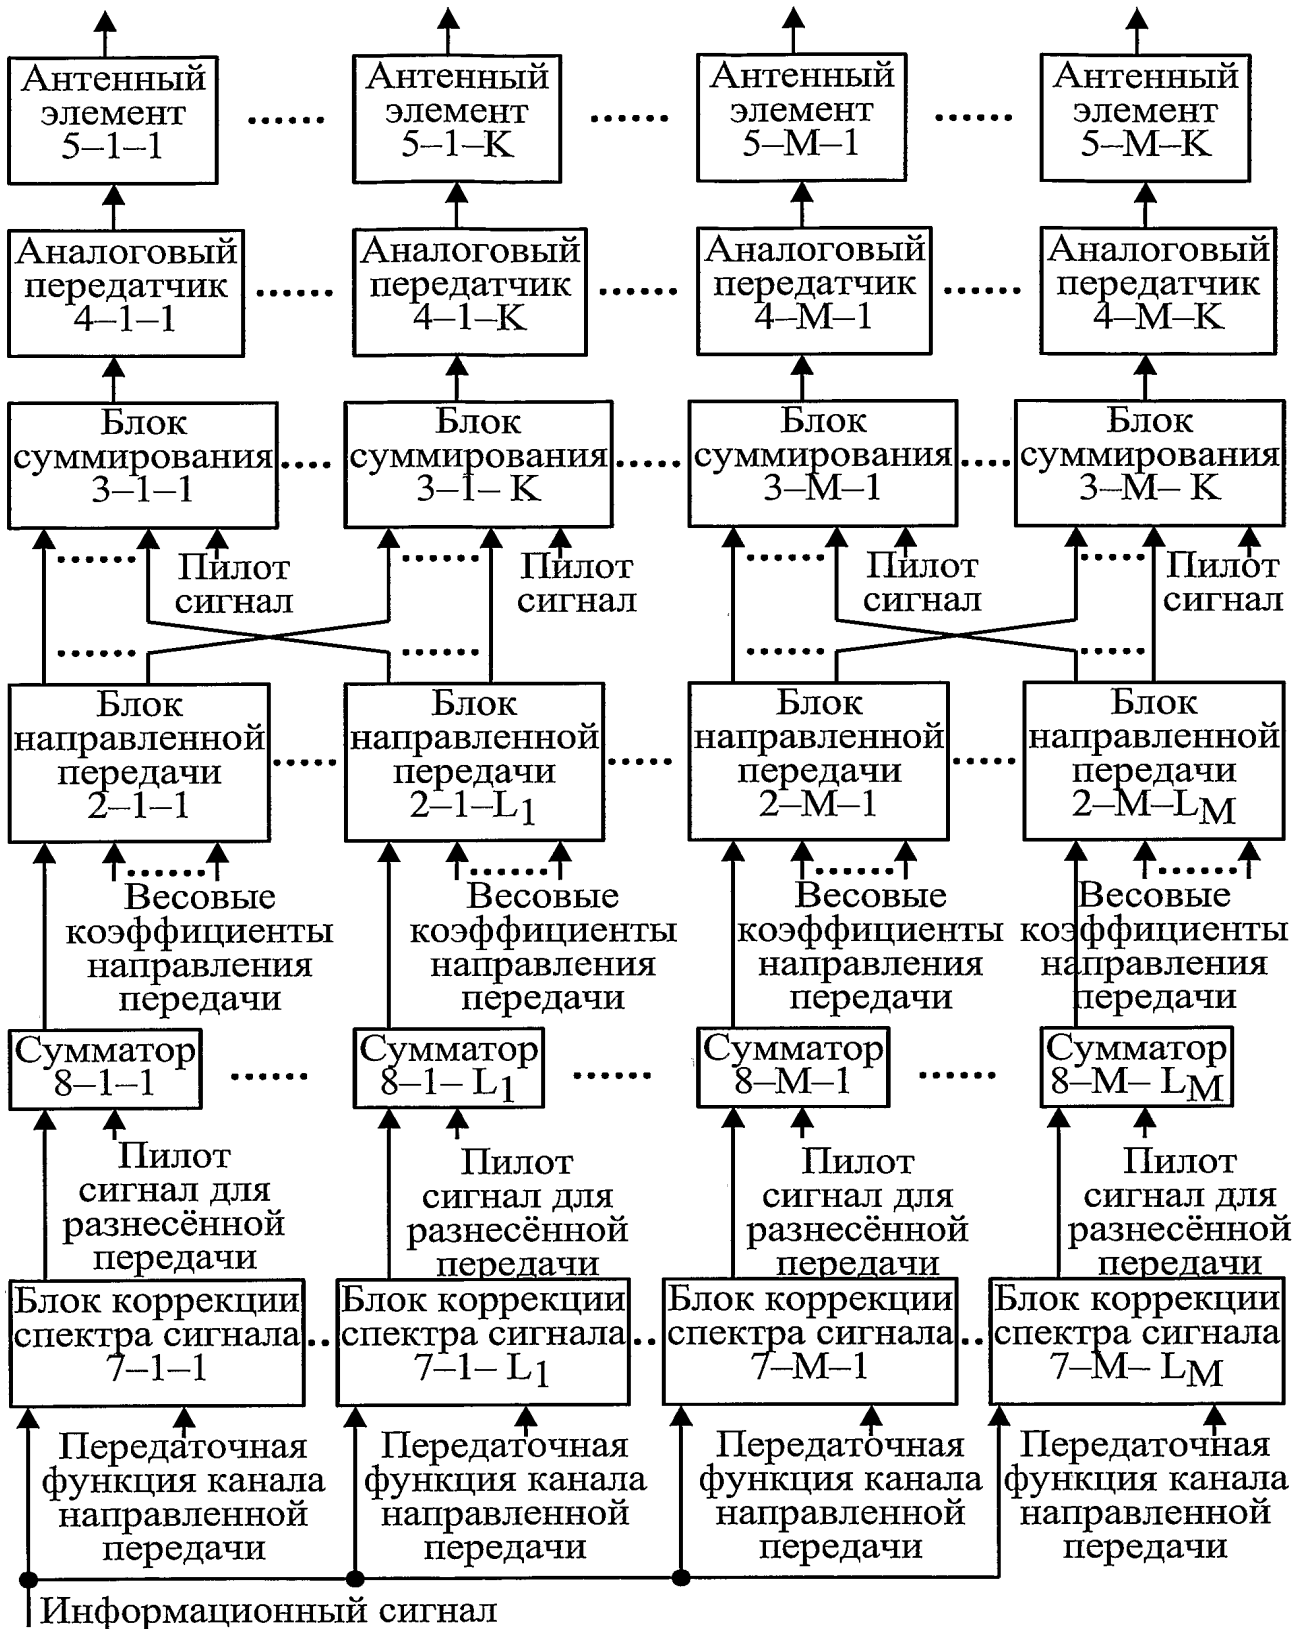 Антенный
элемент
5–1–1
Антенный
элемент
5–1–K
Антенный
элемент
5–M–1
Антенный
элемент
5–M–K
Аналоговый
передатчик
4–1–1
Аналоговый
передатчик
4–1–K
Аналоговый
передатчик
4–M–1
Аналоговый
передатчик
4–M–K
Блок
суммирования
3–1–1
Блок
суммирования
3–1– K
Блок
суммирования
3–M–1
Блок
суммирования
3–M– K
Пилот
сигнал
Пилот
сигнал
Пилот
сигнал
Пилот
сигнал
Блок
направленной
передачи
2–1–1
Блок
направленной
передачи
2–1–L1
Блок
направленной
передачи
2–M–1
Блок
направленной
передачи
2–M–LM
Весовые
коэффициенты
направления
передачи
Весовые
коэффициенты
направления
передачи
Весовые
коэффициенты
направления
передачи
Весовые
коэффициенты
направления
передачи
Сумматор
8–1–1
Сумматор
8–1– L1
Сумматор
8–M–1
Сумматор
8–M– LM
Пилот
сигнал для
разнесённой
передачи
Пилот
сигнал для
разнесённой
передачи
Пилот
сигнал для
разнесённой
передачи
Пилот
сигнал для
разнесённой
передачи
Блок коррекции
спектра сигнала
7–1–1
Блок коррекции
спектра сигнала
7–1– L1
Блок коррекции
спектра сигнала
7–M–1
Блок коррекции
спектра сигнала
7–M– LM
Передаточная
функция канала
направленной
передачи
Передаточная
функция канала
направленной
передачи
Передаточная
функция канала
направленной
передачи
Передаточная
функция канала
направленной
передачи
Информационный сигнал